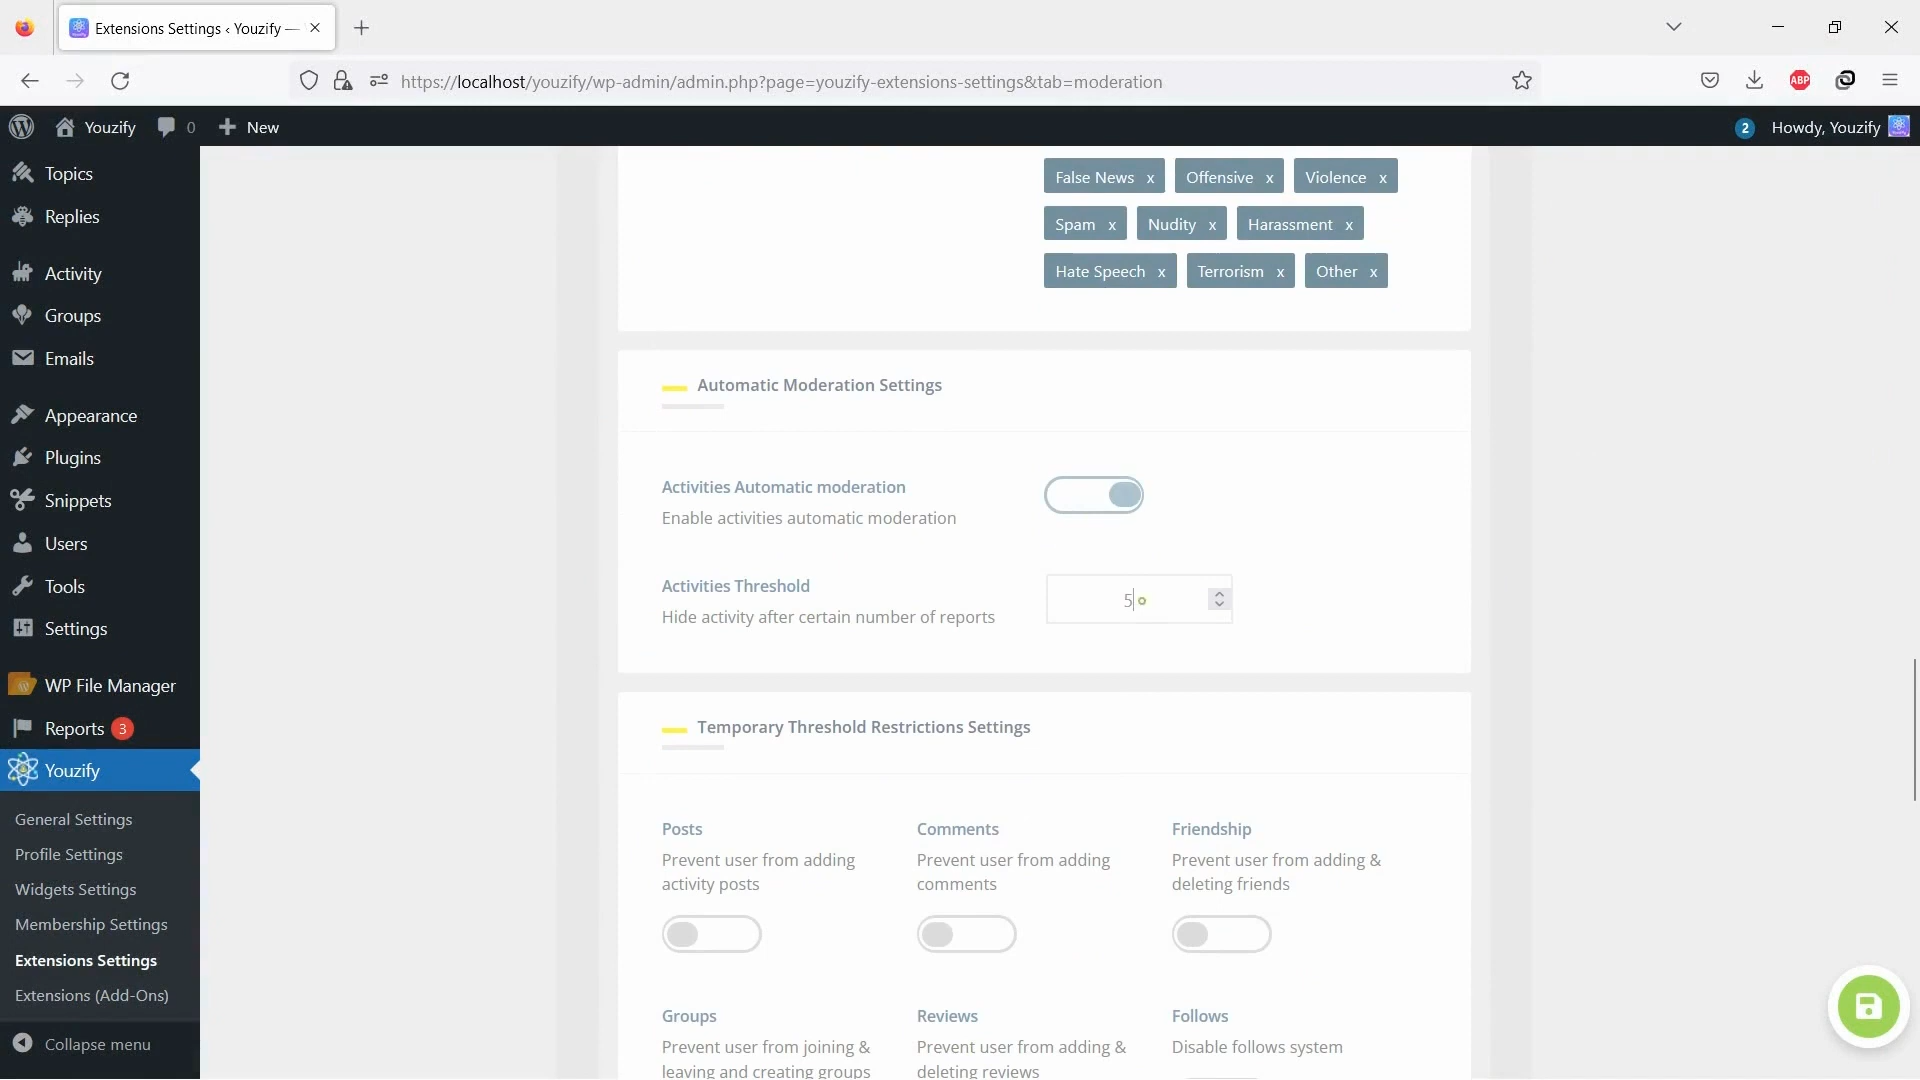 Extensions Settings ‹ Youzify —
https://localhost/youzify/wp-admin/admin.php?page=youzify-extensions-settings&tab=moderation
ABP
Youzify
0
New
2
Howdy, Youzify
Topics
Replies
Activity
Groups
Emails
Appearance
Plugins
Snippets
Users
Tools
Settings
WP File Manager
Reports 3
Youzify
General Settings
Profile Settings
Widgets Settings
Membership Settings
Extensions Settings
Extensions (Add-Ons)
Collapse menu
False News x Offensive x Violence x
Spam x Nudity x Harassment x
Hate Speech x Terrorism x Other x
Automatic Moderation Settings
Activities Automatic moderation
Enable activities automatic moderation
Activities Threshold
Hide activity after certain number of reports
5
Temporary Threshold Restrictions Settings
Posts
Prevent user from adding
activity posts
Comments
Prevent user from adding
comments
Friendship
Prevent user from adding &
deleting friends
Groups
Prevent user from joining &
leaving and creating groups
Reviews
Prevent user from adding &
deleting reviews
Follows
Disable follows system